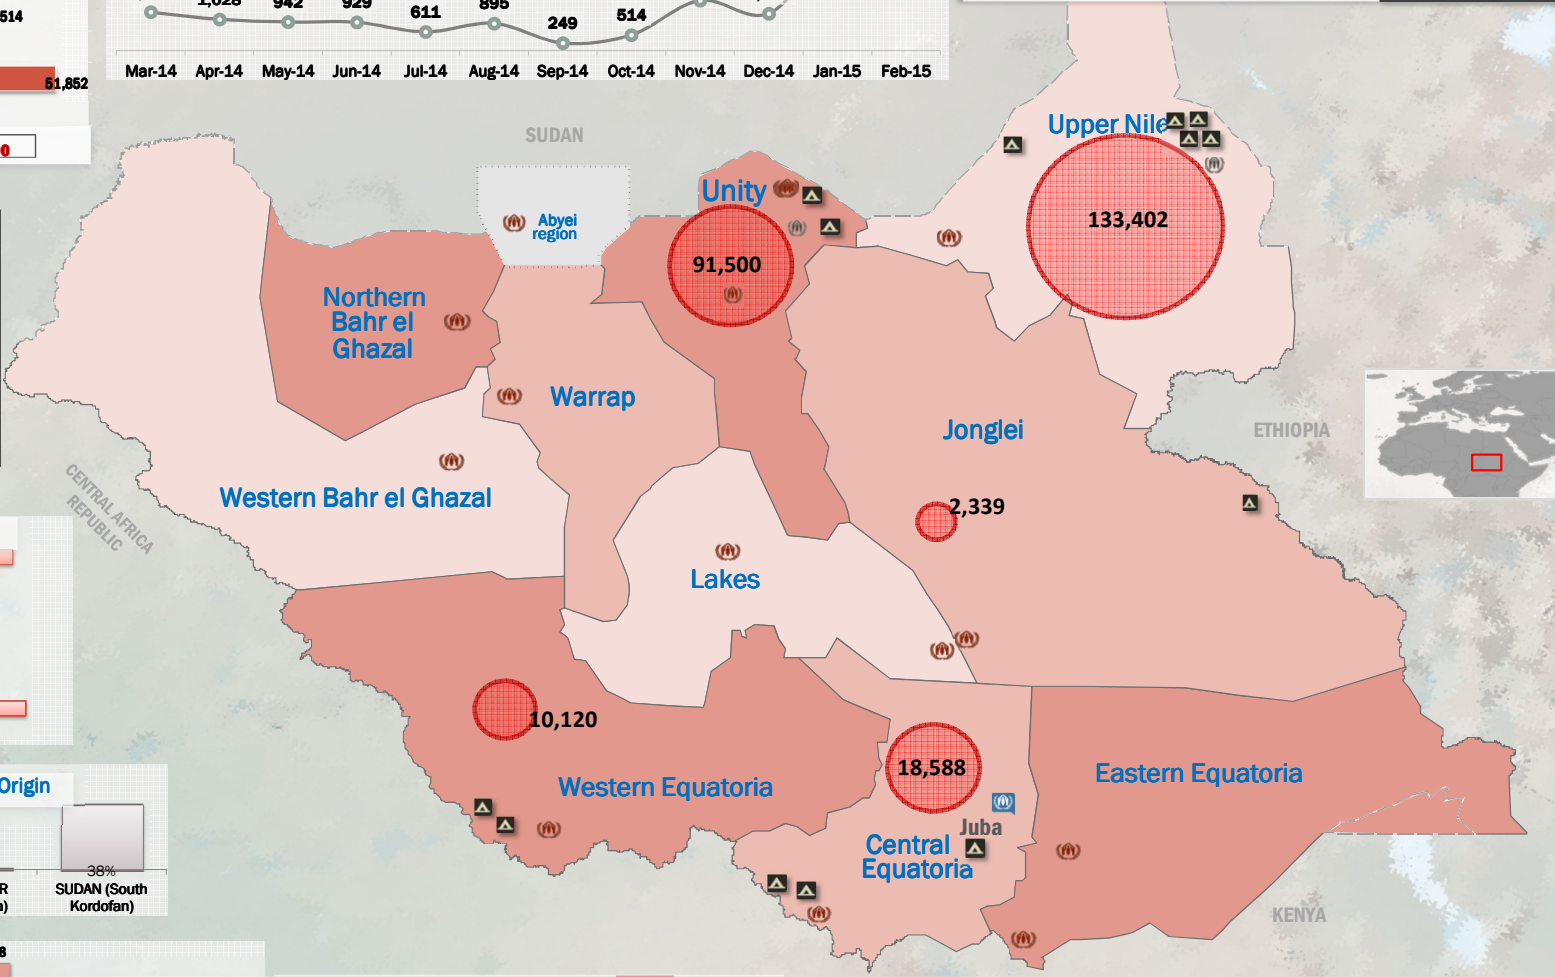 514
51,852
0
1,028
942
929
611
895
249
514
Mar-14 Apr-14 May-14 Jun-14 Jul-14 Aug-14 Sep-14 Oct-14 Nov-14 Dec-14 Jan-15 Feb-15
SUDAN
Upper Nile
133,402
Unity
91,500
Abyei
region
Northern
Bahr el
Ghazal
Warrap
Jonglei
ETHIOPIA
2,339
Western Bahr el Ghazal
CENTRAL AFRICA
REPUBLIC
Lakes
10,120
Western Equatoria
18,588
Juba
Central
Equatoria
Eastern Equatoria
KENYA
Origin
38%
R
a)
SUDAN (South
Kordofan)
8